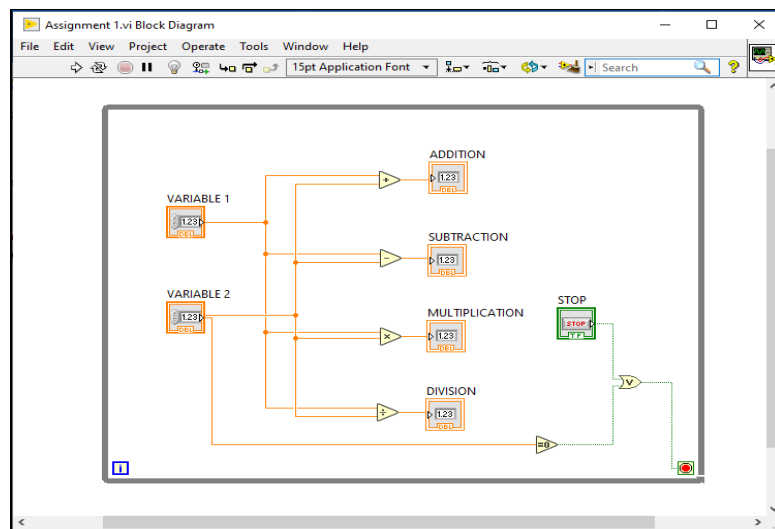 Assignment 1.vi Block Diagram
File Edit View Project Operate Tools Window Help
15pt Application Font
Search
?
ADDITION
1.23
DBL
VARIABLE 1
1.23
DBL
+
SUBTRACTION
1.23
DBL
−
VARIABLE 2
1.23
DBL
MULTIPLICATION
1.23
DBL
×
STOP
STOP
TF
DIVISION
1.23
DBL
÷
V
=0
i